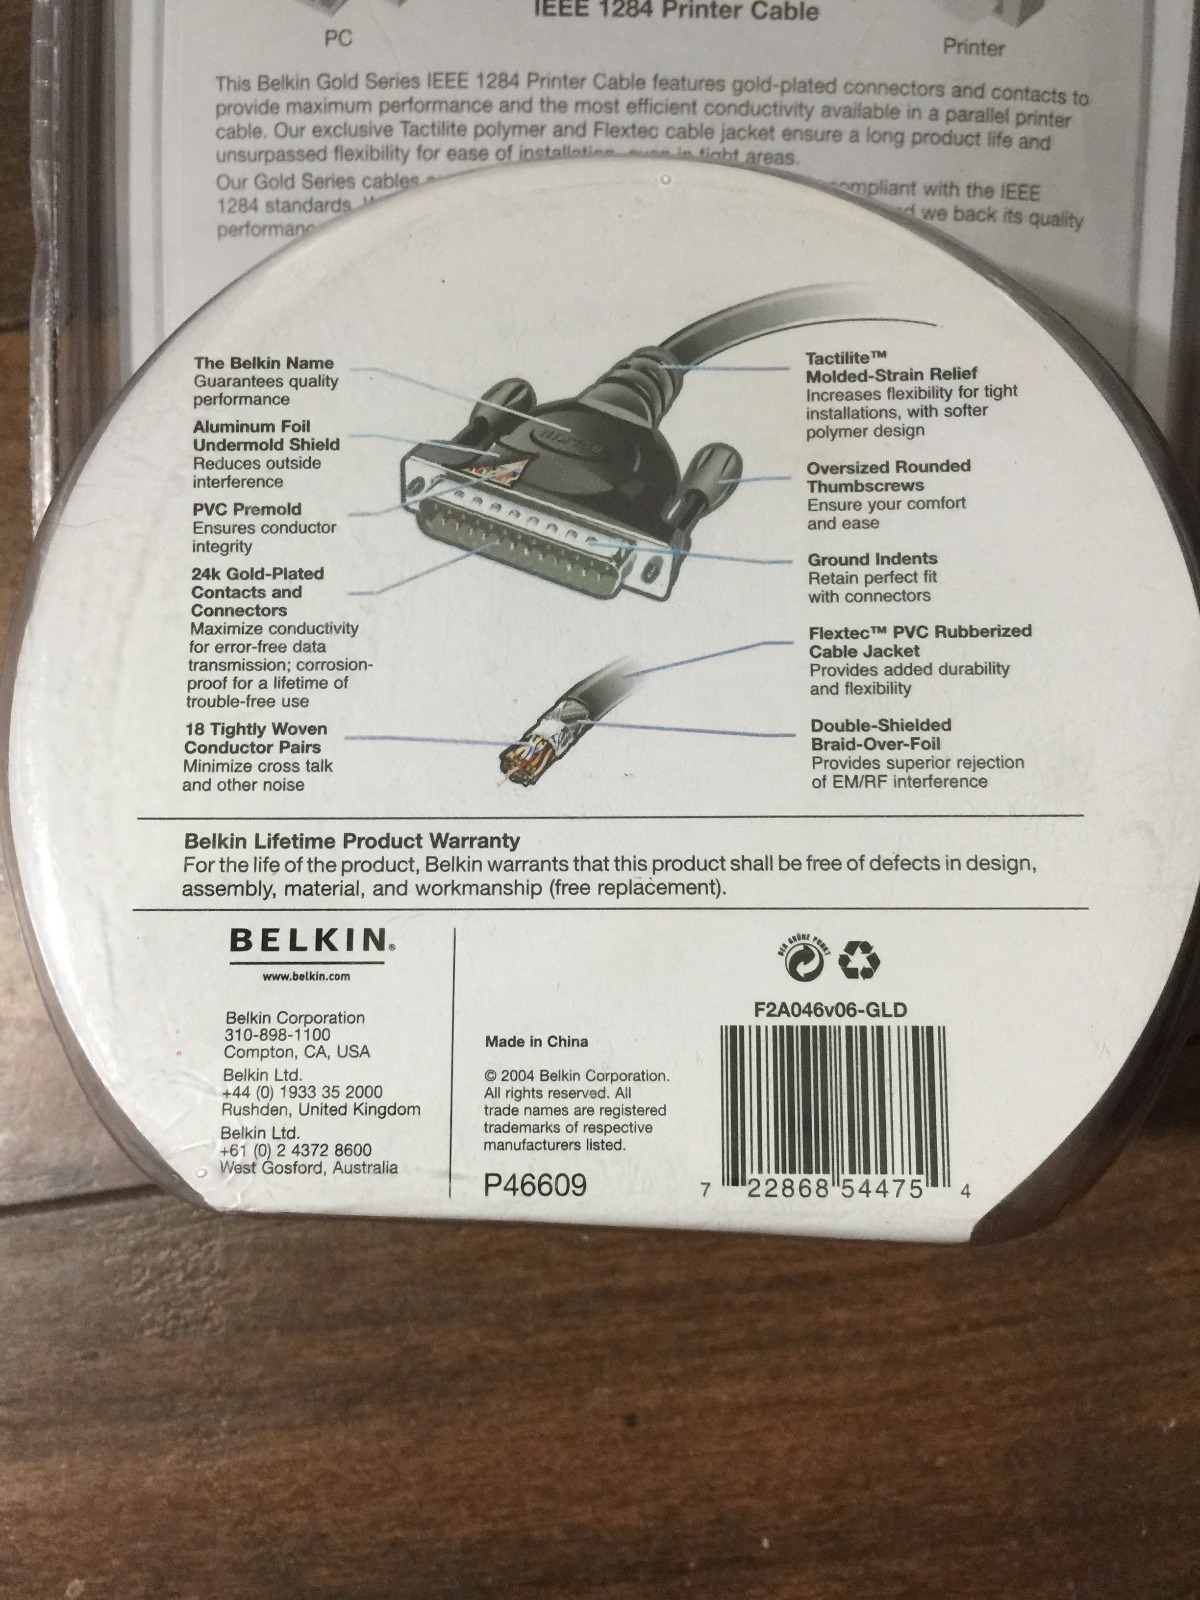 IEEE 1284 Printer Cable
PC
Printer
This Belkin Gold Series IEEE 1284 Printer Cable features gold-plated connectors and contacts to
provide maximum performance and the most efficient conductivity available in a parallel printer
cable. Our exclusive Tactilite polymer and Flextec cable jacket ensure a long product life and
unsurpassed flexibility for ease of installation, even in tight areas.
Our Gold Series cables compliant with the IEEE
1284 standards. we back its quality
performanc
The Belkin Name
Guarantees quality
performance
Aluminum Foil
Undermold Shield
Reduces outside
interference
PVC Premold
Ensures conductor
integrity
24k Gold-Plated
Contacts and
Connectors
Maximize conductivity
for error-free data
transmission; corrosion-
proof for a lifetime of
trouble-free use
18 Tightly Woven
Conductor Pairs
Minimize cross talk
and other noise
BELKIN
Tactilite™
Molded-Strain Relief
Increases flexibility for tight
installations, with softer
polymer design
Oversized Rounded
Thumbscrews
Ensure your comfort
and ease
Ground Indents
Retain perfect fit
with connectors
Flextec™ PVC Rubberized
Cable Jacket
Provides added durability
and flexibility
Double-Shielded
Braid-Over-Foil
Provides superior rejection
of EM/RF interference
Belkin Lifetime Product Warranty
For the life of the product, Belkin warrants that this product shall be free of defects in design,
assembly, material, and workmanship (free replacement).
BELKIN®
www.belkin.com
Belkin Corporation
310-898-1100
Compton, CA, USA
Belkin Ltd.
+44 (0) 1933 35 2000
Rushden, United Kingdom
Belkin Ltd.
+61 (0) 2 4372 8600
West Gosford, Australia
Made in China
© 2004 Belkin Corporation.
All rights reserved. All
trade names are registered
trademarks of respective
manufacturers listed.
P46609
DER GRÜNE PUNKT
F2A046v06-GLD
7 22868 54475 4